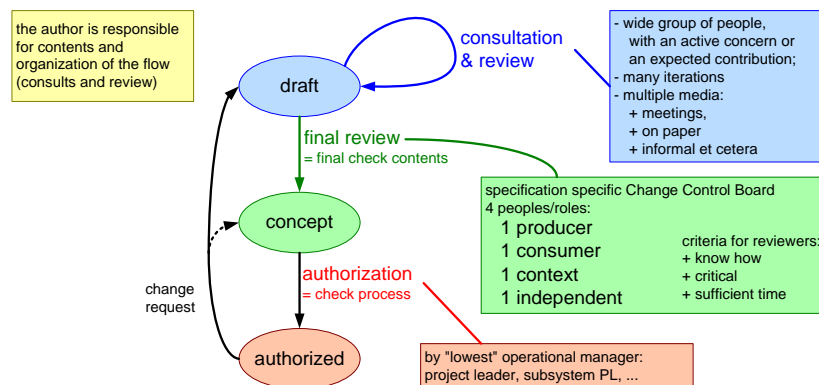 the author is responsible
for contents and
organization of the flow
(consults and review)
consultation
& review
- wide group of people,
with an active concern or
an expected contribution;
- many iterations
- multiple media:
+ meetings,
+ on paper
+ informal et cetera
draft
final review
= final check contents
specification specific Change Control Board
4 peoples/roles:
1 producer
1 consumer
1 context
1 independent
criteria for reviewers:
+ know how
+ critical
+ sufficient time
concept
authorization
= check process
change
request
authorized
by "lowest" operational manager:
project leader, subsystem PL, ...